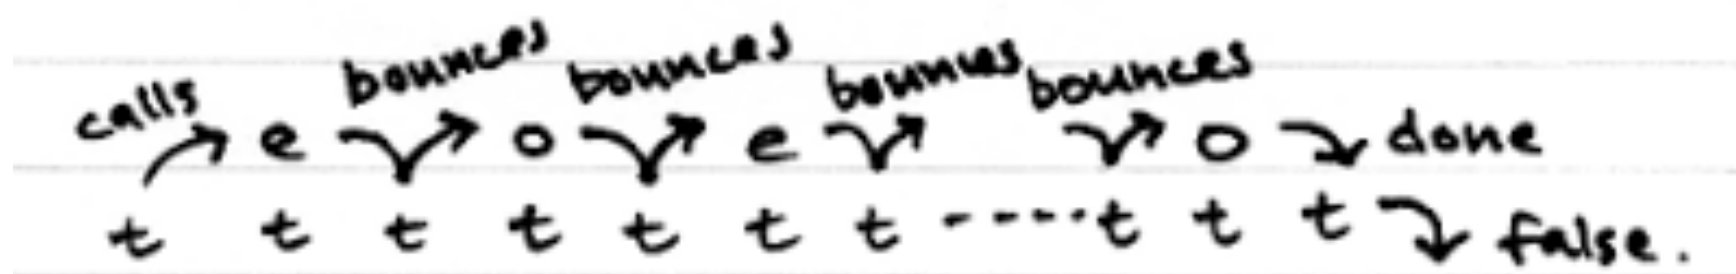 calls bounces bounces bounces bounces
e o e o done
t t t t t t t ----- t t t false.